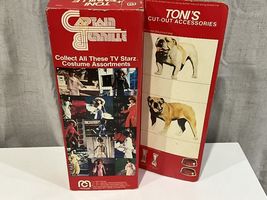 CAPTAIN
& TENNILLE
Collect All These TV Starz
Costume Assortments
TONI'S
CUT-OUT ACCESSORIES